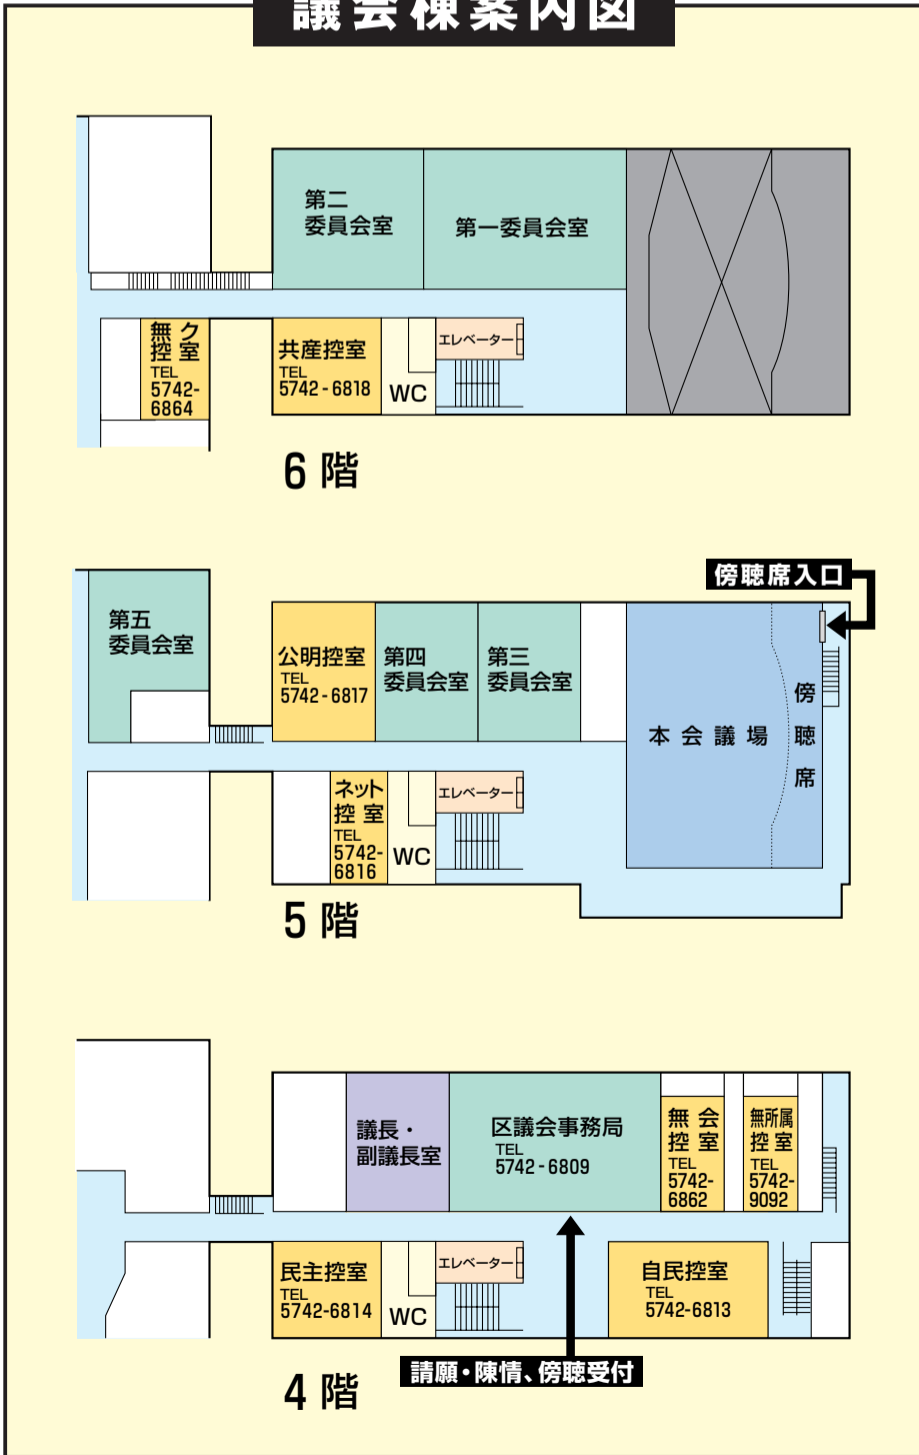 議会棟案内図
第二
委員会室
第一委員会室
無ク
控室
TEL
5742-
6864
共産控室
TEL
5742-6818
WC
エレベーター
6 階
傍聴席入口
第五
委員会室
公明控室
TEL
5742-6817
第四
委員会室
第三
委員会室
本会議場
傍聴席
ネット
控室
TEL
5742-
6816
WC
エレベーター
5 階
議長・
副議長室
区議会事務局
TEL
5742-6809
無会
控室
TEL
5742-
6862
無所属
控室
TEL
5742-
9092
民主控室
TEL
5742-6814
WC
エレベーター
自民控室
TEL
5742-6813
請願・陳情、傍聴受付
4 階